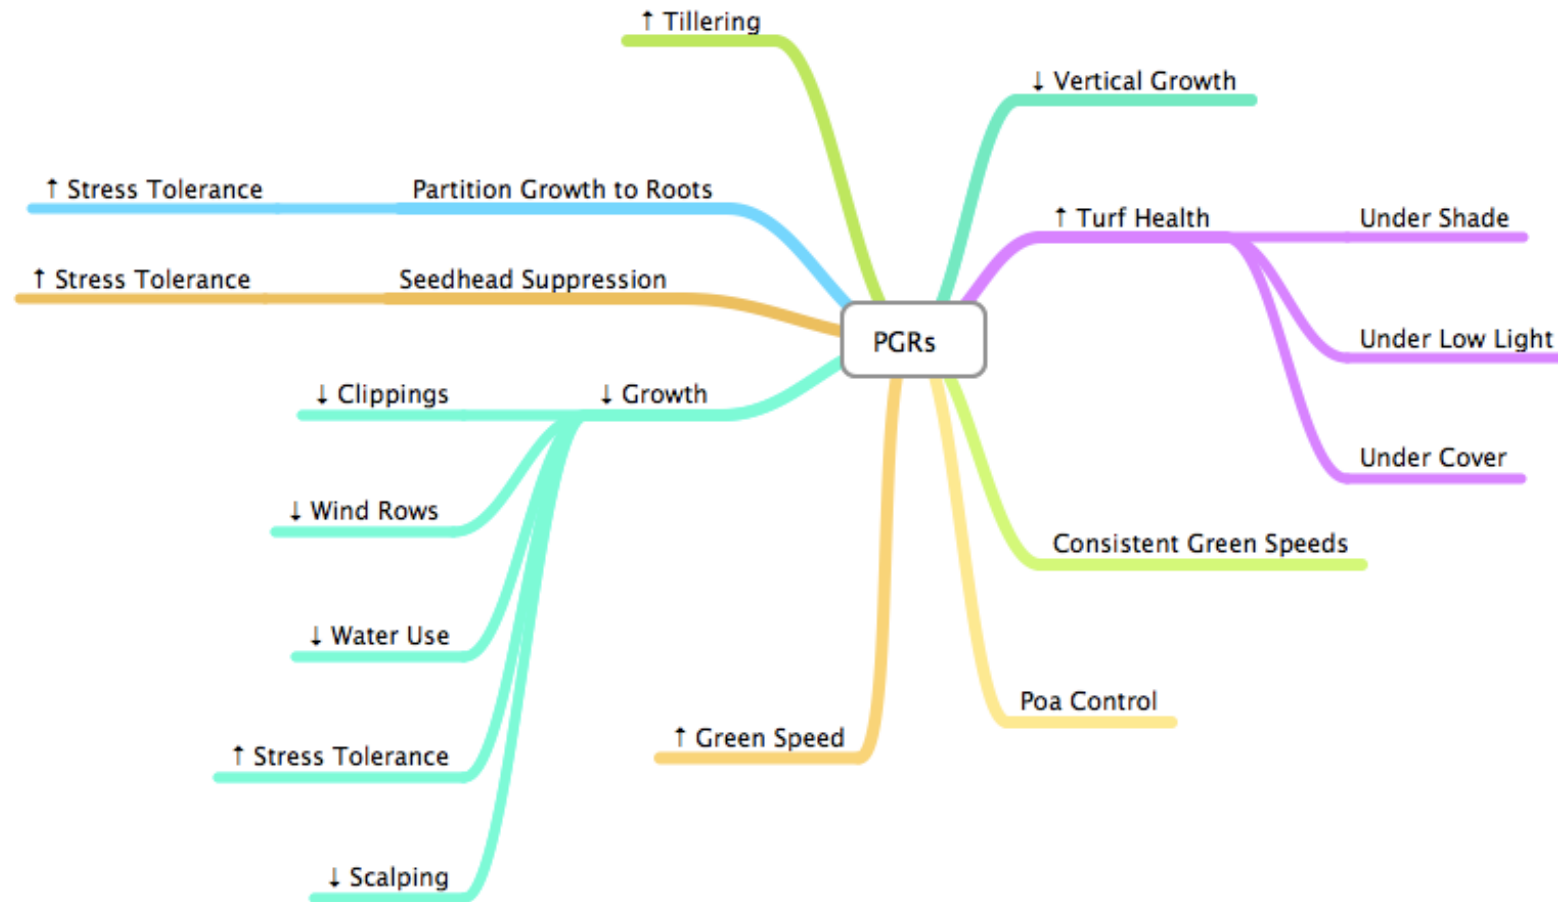 ↑ Tillering
↓ Vertical Growth
↑ Stress Tolerance
Partition Growth to Roots
↑ Turf Health
Under Shade
↑ Stress Tolerance
Seedhead Suppression
PGRs
Under Low Light
↓ Clippings
↓ Growth
Under Cover
↓ Wind Rows
Consistent Green Speeds
↓ Water Use
Poa Control
↑ Green Speed
↑ Stress Tolerance
↓ Scalping